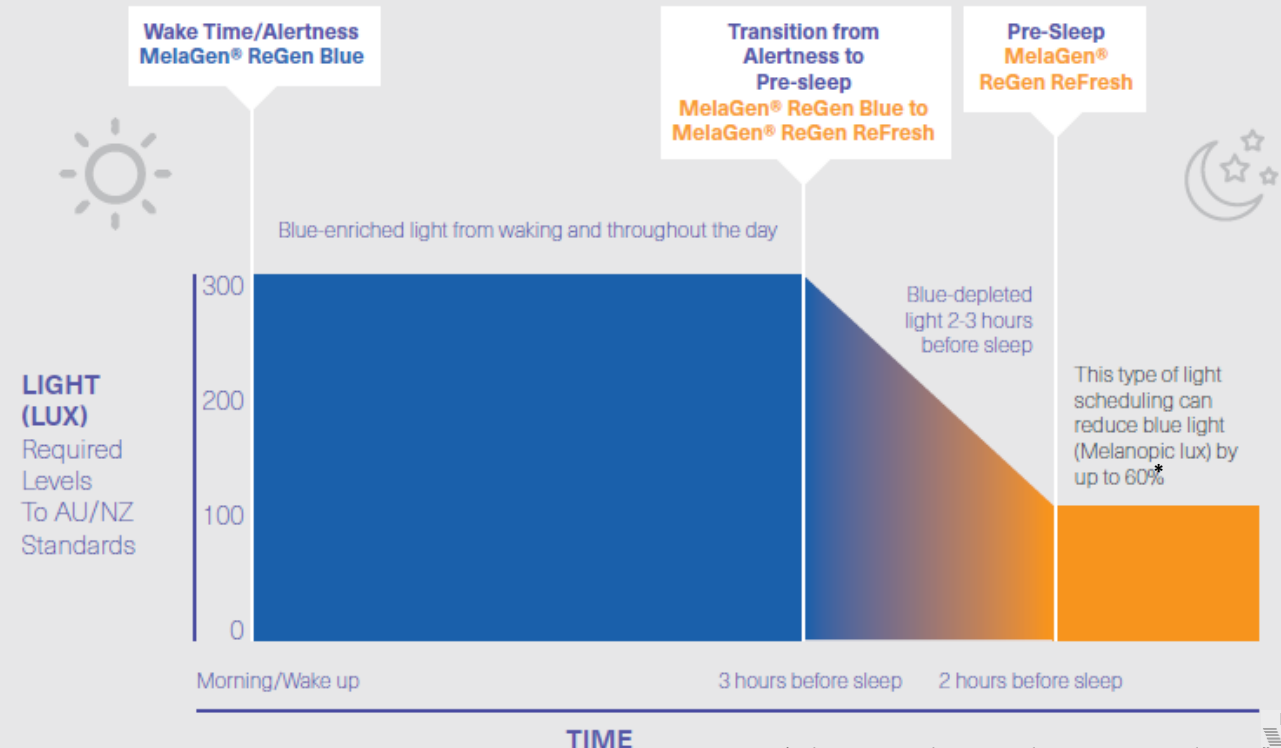 Wake Time/Alertness
MelaGen® ReGen Blue
Transition from
Alertness to
Pre-sleep
MelaGen® ReGen Blue to
MelaGen® ReGen ReFresh
Pre-Sleep
MelaGen®
ReGen ReFresh
Blue-enriched light from waking and throughout the day
Blue-depleted
light 2-3 hours
before sleep
This type of light
scheduling can
reduce blue light
(Melanopic lux) by
up to 60%*
LIGHT
(LUX)
Required
Levels
To AU/NZ
Standards
300
200
100
0
Morning/Wake up
3 hours before sleep
2 hours before sleep
TIME